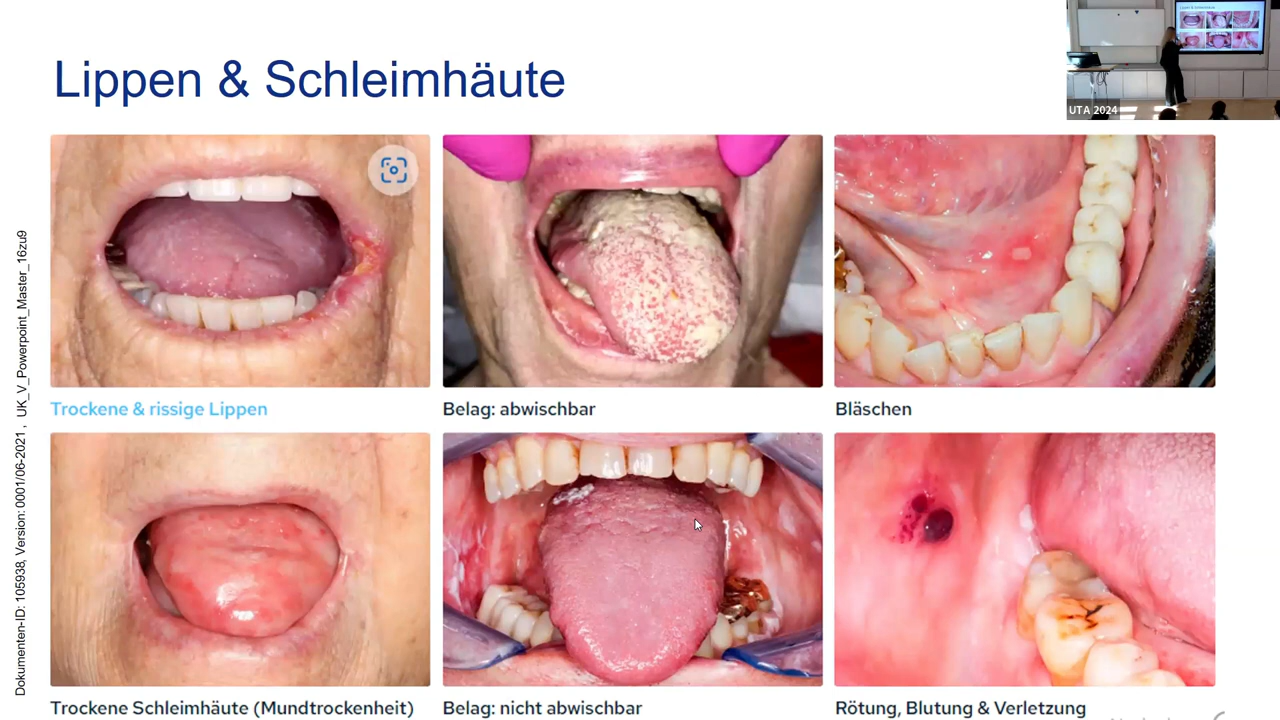 Lippen & Schleimhäute
UTA 2024
Dokumenten-ID: 105938, Version: 0001/06-2021, UK_V_Powerpoint_Master_16zu9
Trockene & rissige Lippen
Belag: abwischbar
Bläschen
Trockene Schleimhäute (Mundtrockenheit)
Belag: nicht abwischbar
Rötung, Blutung & Verletzung